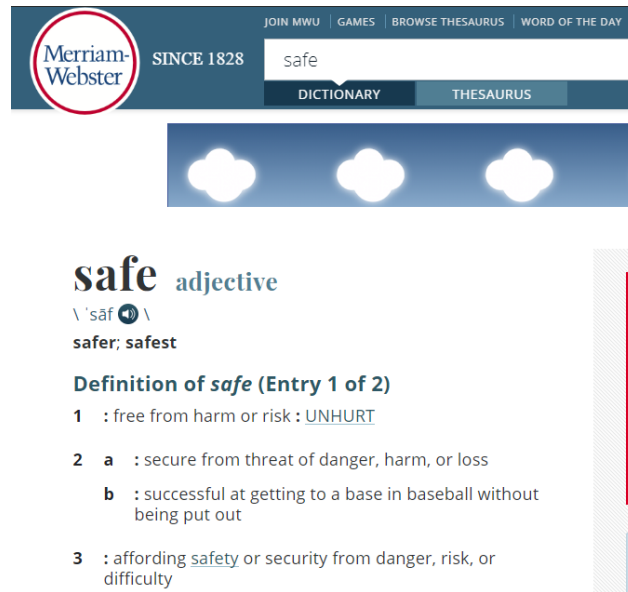 JOIN MWU | GAMES | BROWSE THESAURUS | WORD OF THE DAY
Merriam-
Webster
SINCE 1828
safe
DICTIONARY THESAURUS
safe adjective
\ ˈsāf \
safer; safest
Definition of safe (Entry 1 of 2)
1 : free from harm or risk : UNHURT
2 a : secure from threat of danger, harm, or loss
b : successful at getting to a base in baseball without
being put out
3 : affording safety or security from danger, risk, or
difficulty